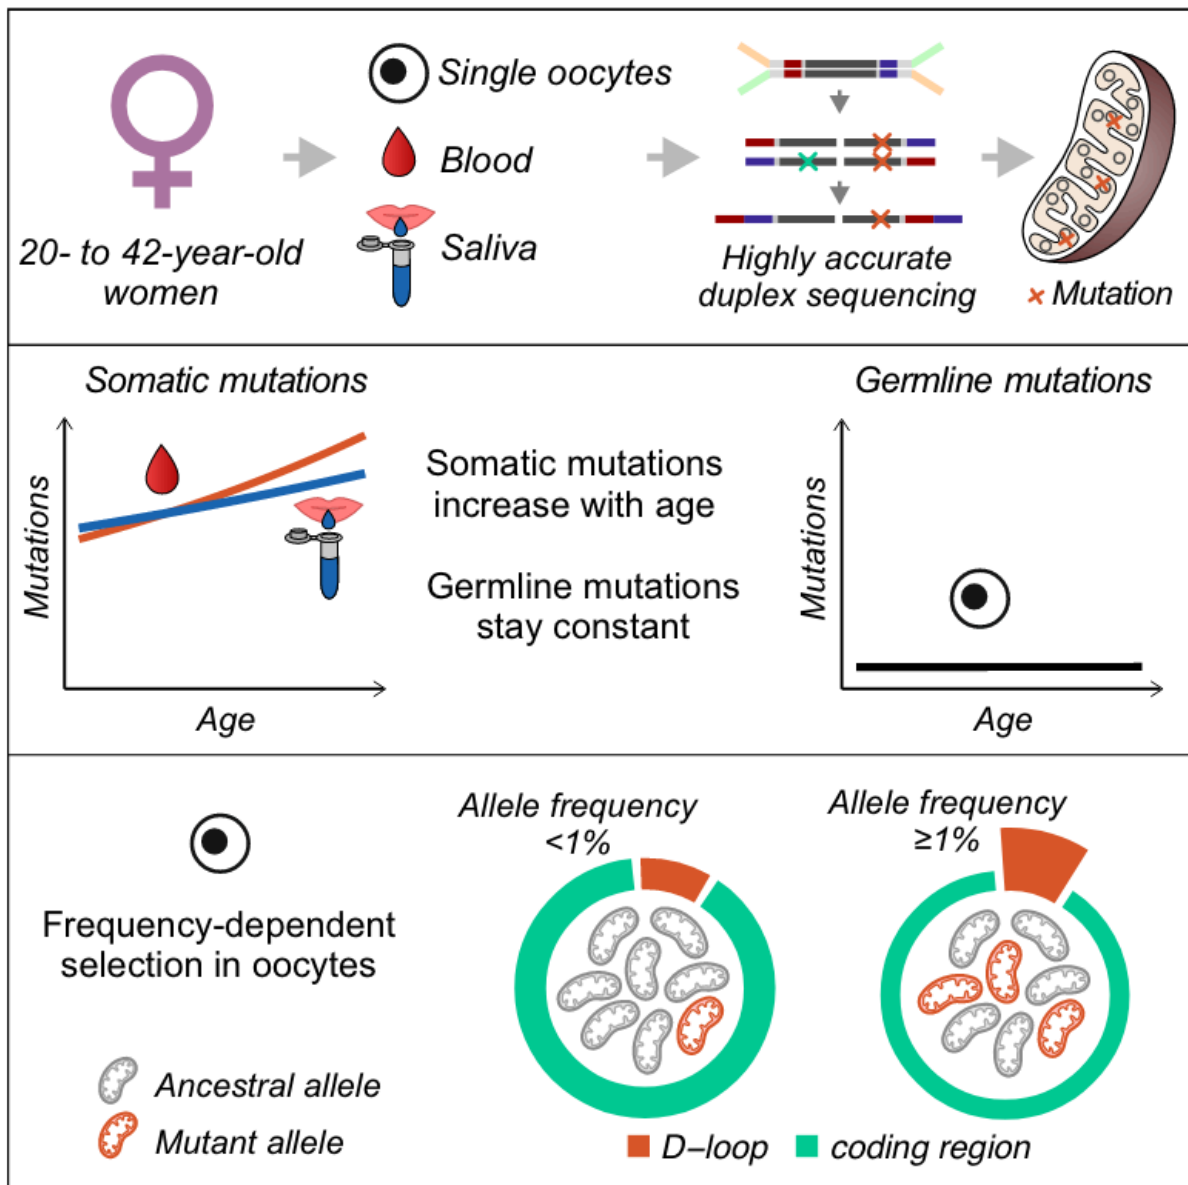 20- to 42-year-old
women
Single oocytes
Blood
Saliva
Highly accurate
duplex sequencing
Mutation
Somatic mutations
Mutations
Age
Somatic mutations
increase with age
Germline mutations
stay constant
Germline mutations
Mutations
Age
Frequency-dependent
selection in oocytes
Ancestral allele
Mutant allele
Allele frequency
<1%
Allele frequency
≥1%
D–loop
coding region